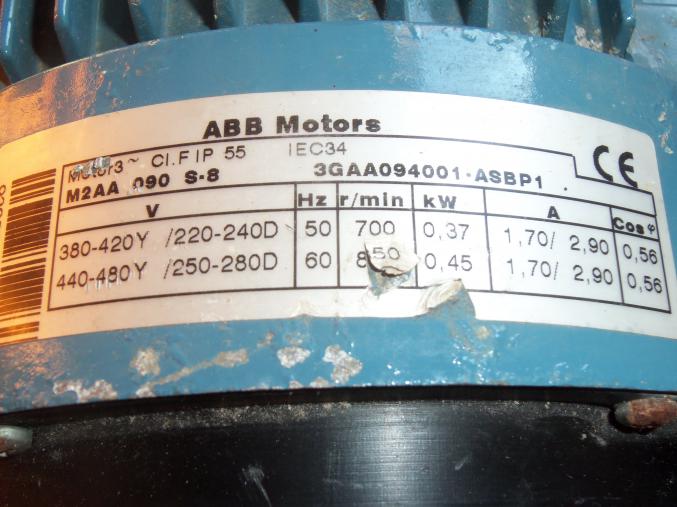 ABB Motors
Motor3~ Cl.F IP 55 IEC34
M2AA 090 S-8 3GAA094001-ASBP1 CE
V Hz r/min kW A Cos φ
380-420Y /220-240D 50 700 0,37 1,70/ 2,90 0,56
440-480Y /250-280D 60 850 0,45 1,70/ 2,90 0,56